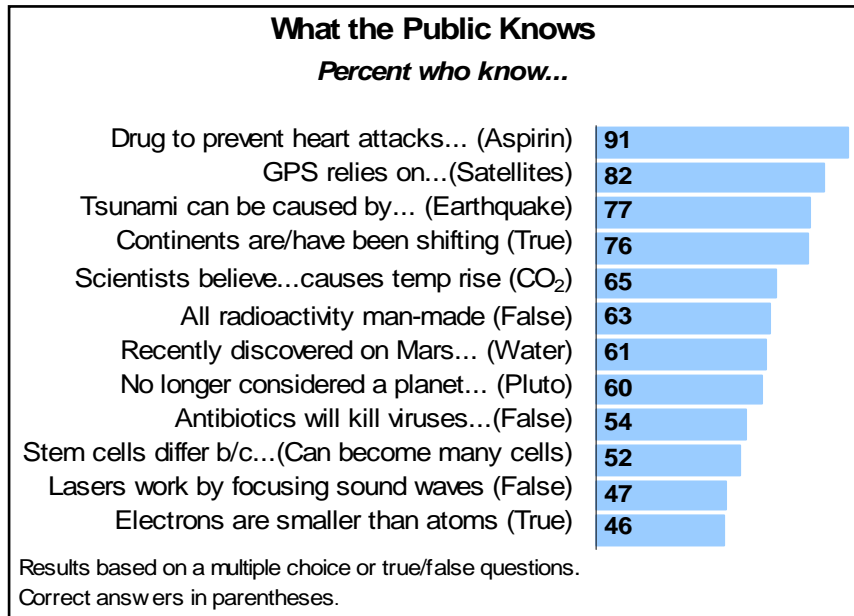 What the Public Knows
Percent who know...
Drug to prevent heart attacks... (Aspirin) 91
GPS relies on...(Satellites) 82
Tsunami can be caused by... (Earthquake) 77
Continents are/have been shifting (True) 76
Scientists believe...causes temp rise (CO₂) 65
All radioactivity man-made (False) 63
Recently discovered on Mars... (Water) 61
No longer considered a planet... (Pluto) 60
Antibiotics will kill viruses...(False) 54
Stem cells differ b/c...(Can become many cells) 52
Lasers work by focusing sound waves (False) 47
Electrons are smaller than atoms (True) 46
Results based on a multiple choice or true/false questions.
Correct answers in parentheses.